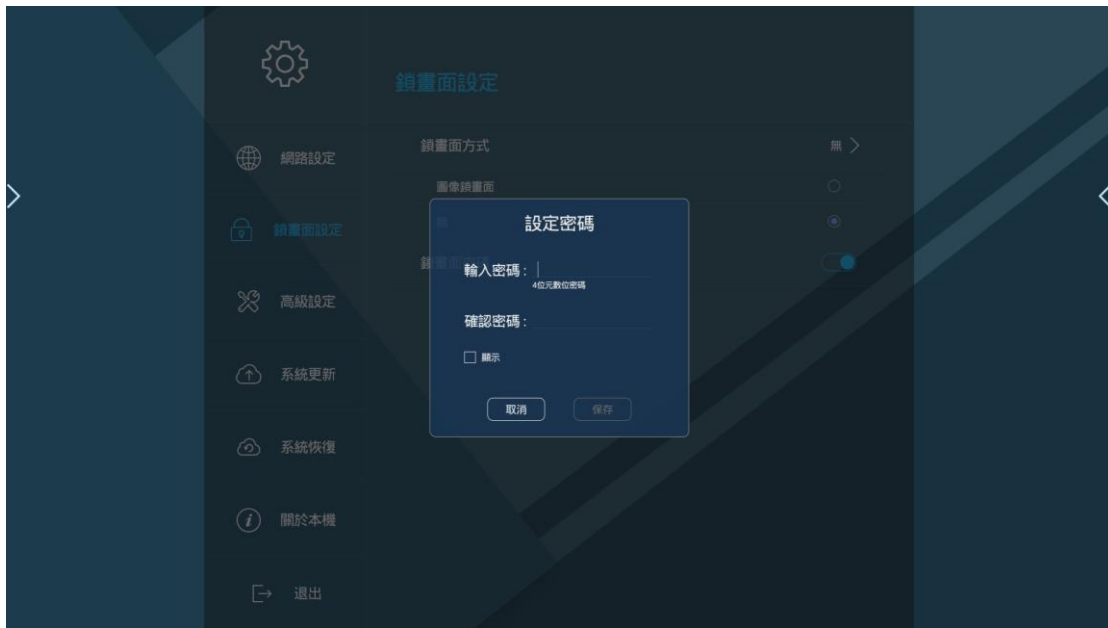 鎖畫面設定
鎖畫面方式 無
網路設定
圖像鎖畫面
鎖畫面設定
設定密碼
輸入密碼：
4位元數位密碼
高級設定
確認密碼：
顯示
系統更新
取消 保存
系統恢復
關於本機
退出